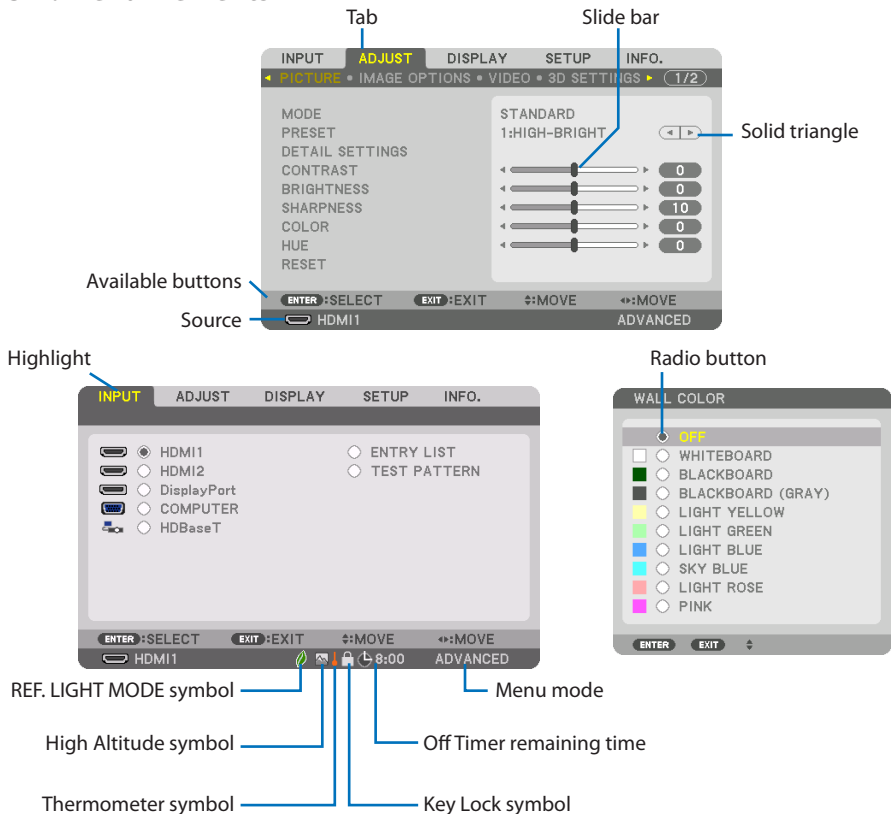 Tab
Slide bar
INPUT ADJUST DISPLAY SETUP INFO.
PICTURE • IMAGE OPTIONS • VIDEO • 3D SETTINGS 1/2
MODE STANDARD
PRESET 1:HIGH-BRIGHT
Solid triangle
DETAIL SETTINGS
CONTRAST 0
BRIGHTNESS 0
SHARPNESS 10
COLOR 0
HUE 0
RESET
Available buttons
ENTER:SELECT EXIT:EXIT :MOVE :MOVE
Source
HDMI1 ADVANCED
Highlight
Radio button
INPUT ADJUST DISPLAY SETUP INFO.
HDMI1 ENTRY LIST
HDMI2 TEST PATTERN
DisplayPort
COMPUTER
HDBaseT
ENTER:SELECT EXIT:EXIT :MOVE :MOVE
HDMI1 8:00 ADVANCED
WALL COLOR
OFF
WHITEBOARD
BLACKBOARD
BLACKBOARD (GRAY)
LIGHT YELLOW
LIGHT GREEN
LIGHT BLUE
SKY BLUE
LIGHT ROSE
PINK
ENTER EXIT
REF. LIGHT MODE symbol
Menu mode
High Altitude symbol
Off Timer remaining time
Thermometer symbol
Key Lock symbol